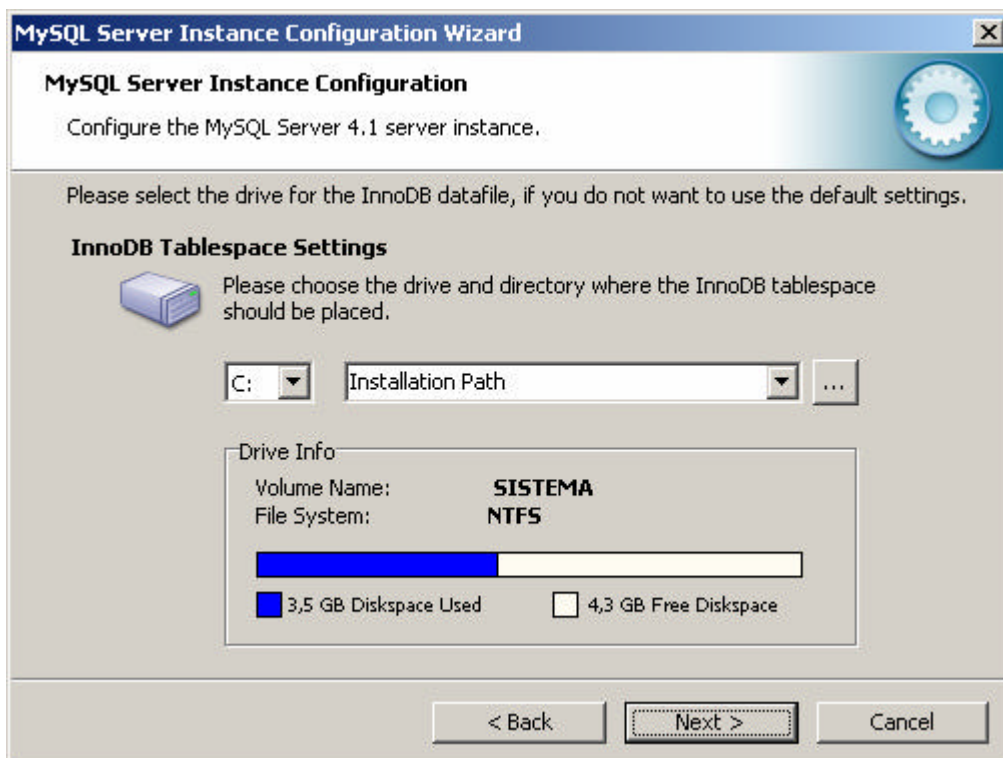 MySQL Server Instance Configuration Wizard
MySQL Server Instance Configuration
Configure the MySQL Server 4.1 server instance.
Please select the drive for the InnoDB datafile, if you do not want to use the default settings.
InnoDB Tablespace Settings
Please choose the drive and directory where the InnoDB tablespace
should be placed.
C: Installation Path ...
Drive Info
Volume Name: SISTEMA
File System: NTFS
3,5 GB Diskspace Used 4,3 GB Free Diskspace
< Back Next > Cancel